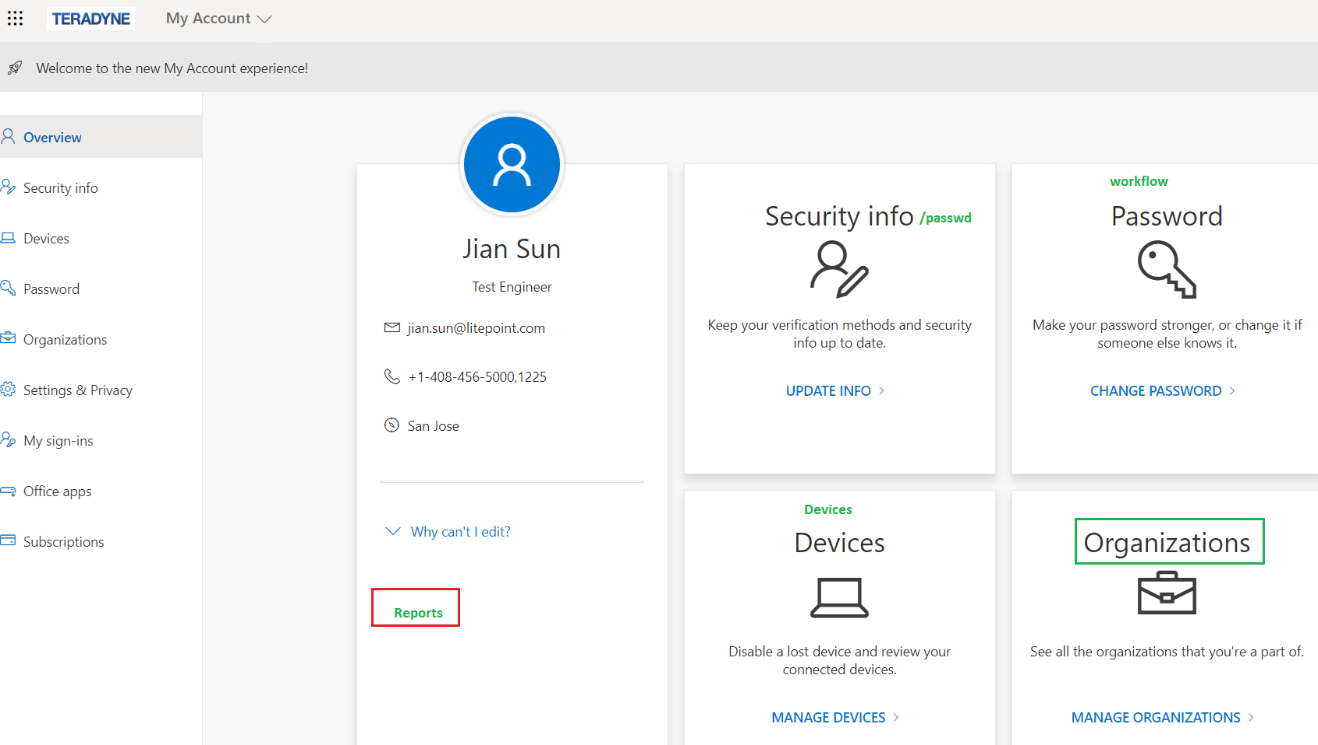 TERADYNE My Account
Welcome to the new My Account experience!
Overview
Security info
Devices
Password
Organizations
Settings & Privacy
My sign-ins
Office apps
Subscriptions
Jian Sun
Test Engineer
jian.sun@litepoint.com
+1-408-456-5000,1225
San Jose
Why can't I edit?
Reports
Security info /passwd
Keep your verification methods and security
info up to date.
UPDATE INFO
workflow
Password
Make your password stronger, or change it if
someone else knows it.
CHANGE PASSWORD
Devices
Devices
Disable a lost device and review your
connected devices.
MANAGE DEVICES
Organizations
See all the organizations that you're a part of.
MANAGE ORGANIZATIONS